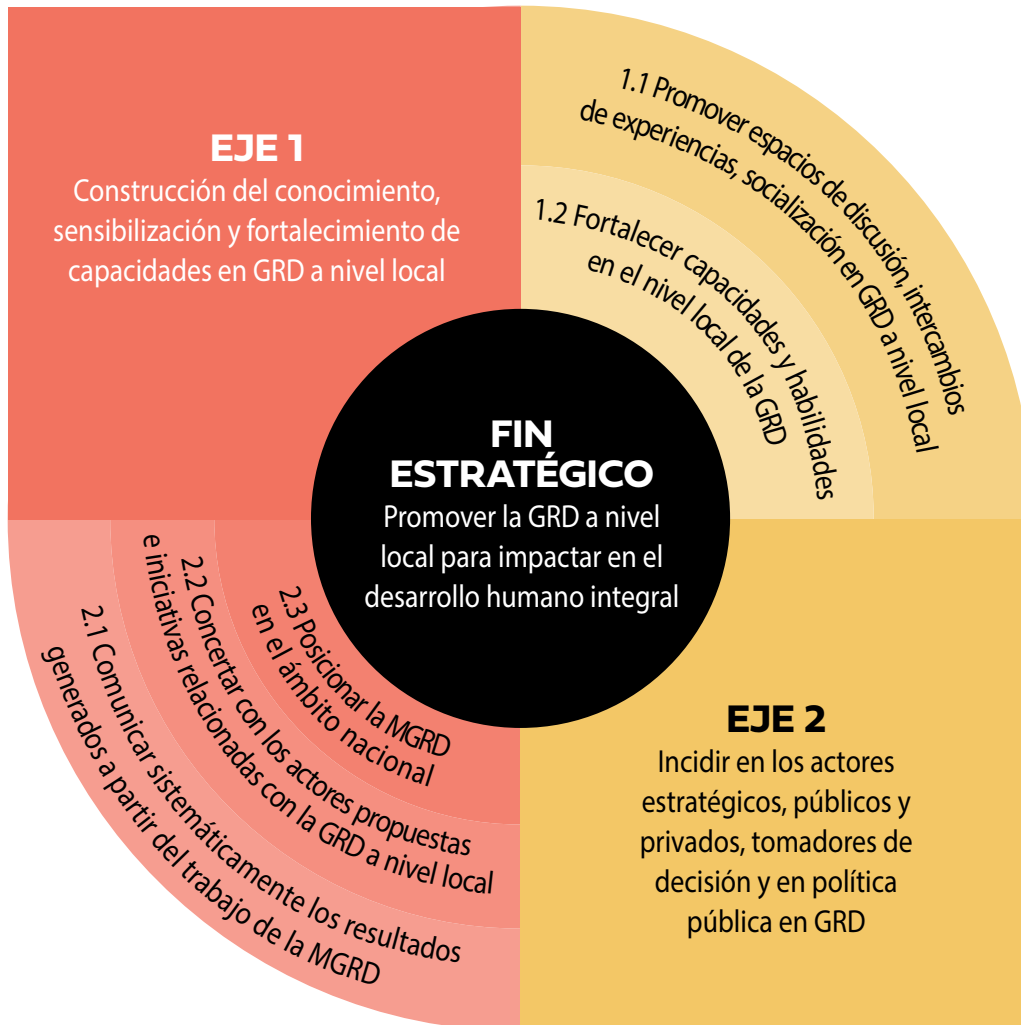 EJE 1
Construcción del conocimiento,
sensibilización y fortalecimiento de
capacidades en GRD a nivel local
1.1 Promover espacios de discusión, intercambios
de experiencias, socialización en GRD a nivel local
1.2 Fortalecer capacidades y habilidades
en el nivel local de la GRD
FIN
ESTRATÉGICO
Promover la GRD a nivel
local para impactar en el
desarrollo humano integral
2.3 Posicionar la MGRD
en el ámbito nacional
2.2 Concertar con los actores propuestas
e iniciativas relacionadas con la GRD a nivel local
2.1 Comunicar sistemáticamente los resultados
generados a partir del trabajo de la MGRD
EJE 2
Incidir en los actores
estratégicos, públicos y
privados, tomadores de
decisión y en política
pública en GRD